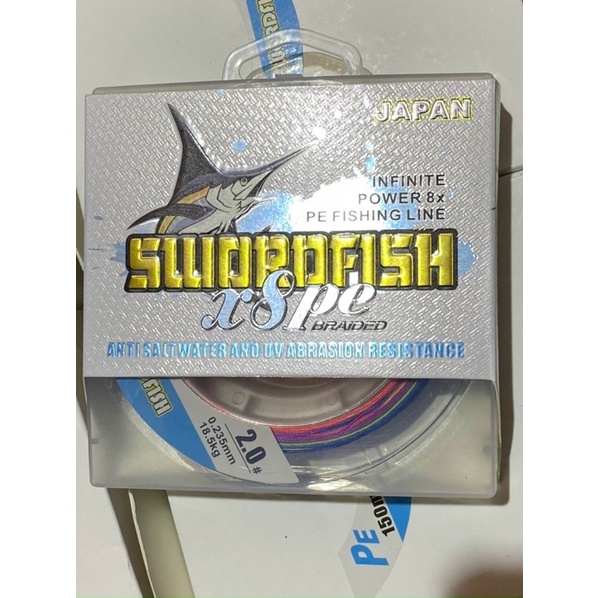 JAPAN
INFINITE
POWER 8x
PE FISHING LINE
SWORDFISH
x8pe
BRAIDED
ANTI SALTWATER AND UV ABRASION RESISTANCE
2.0#
0.235mm
18.5kg
PE
150m